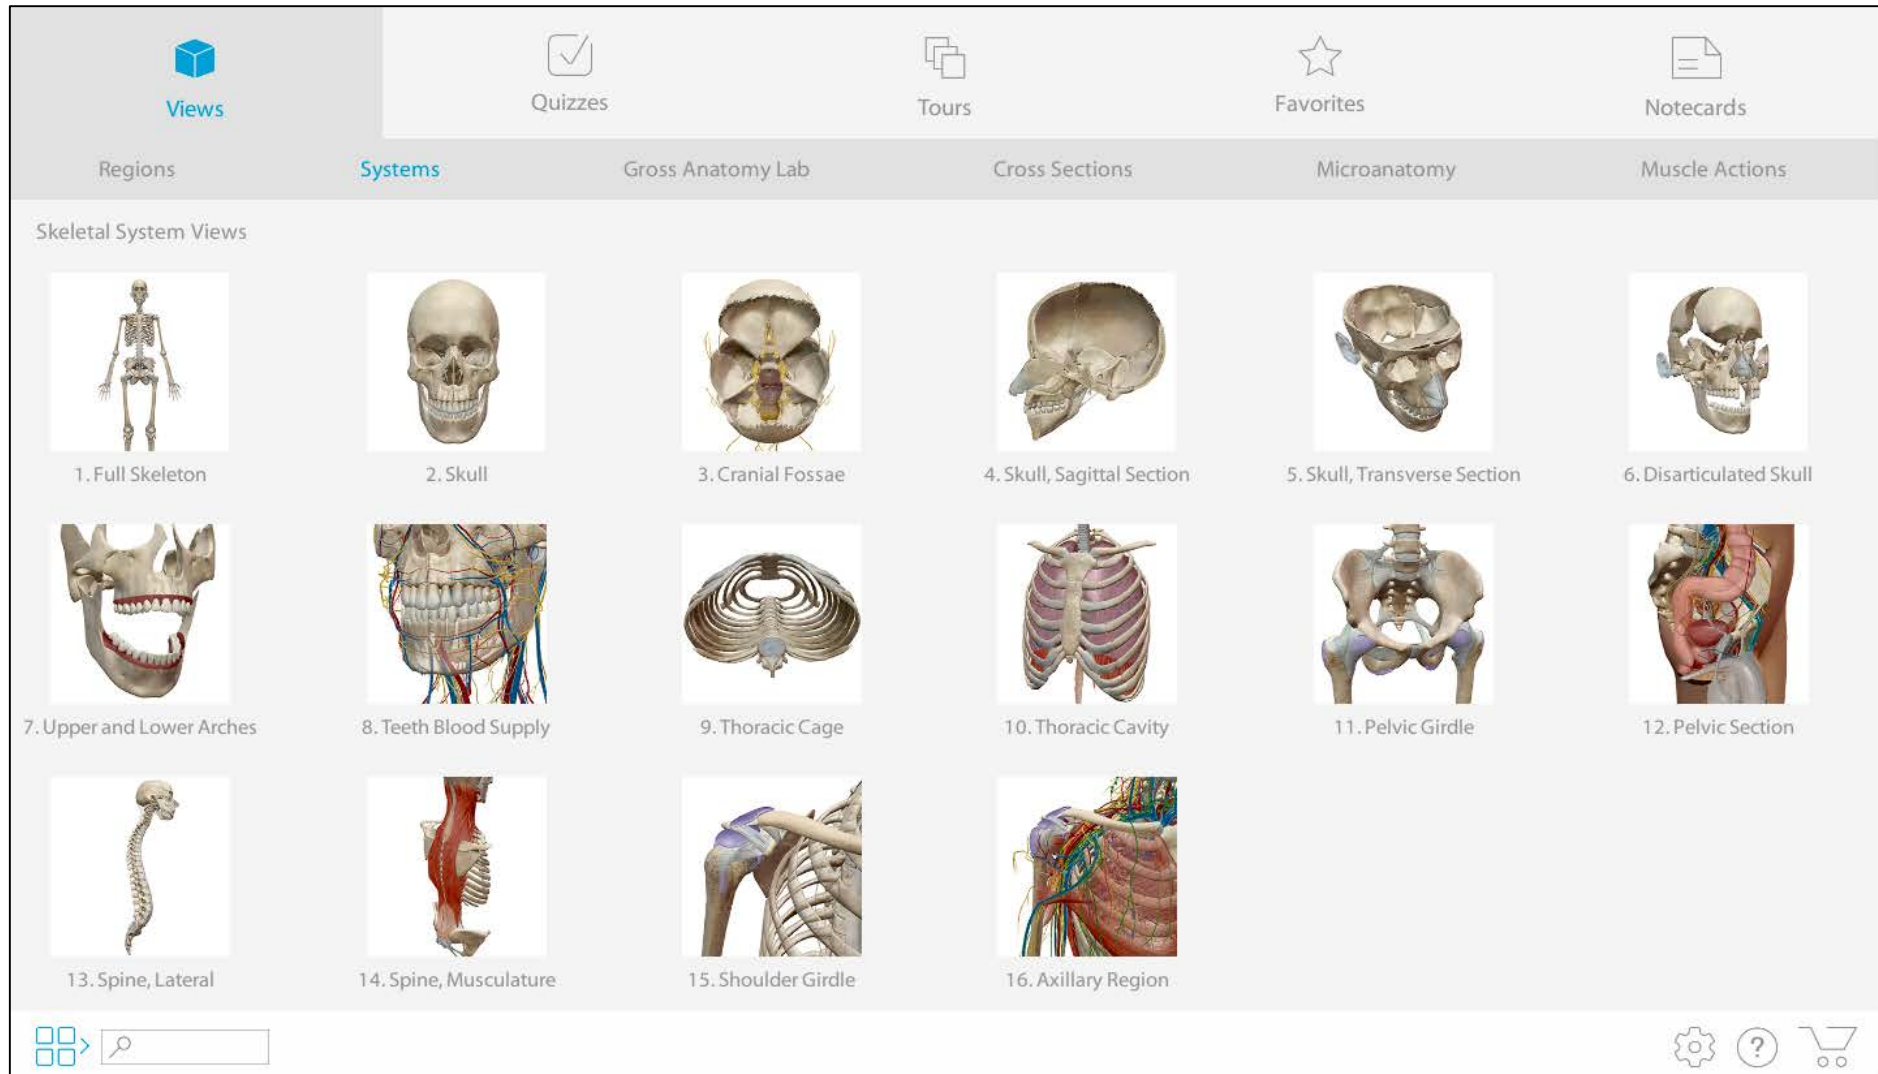 Views
Quizzes
Tours
Favorites
Notecards
Regions
Systems
Gross Anatomy Lab
Cross Sections
Microanatomy
Muscle Actions
Skeletal System Views
1. Full Skeleton
2. Skull
3. Cranial Fossae
4. Skull, Sagittal Section
5. Skull, Transverse Section
6. Disarticulated Skull
7. Upper and Lower Arches
8. Teeth Blood Supply
9. Thoracic Cage
10. Thoracic Cavity
11. Pelvic Girdle
12. Pelvic Section
13. Spine, Lateral
14. Spine, Musculature
15. Shoulder Girdle
16. Axillary Region
?